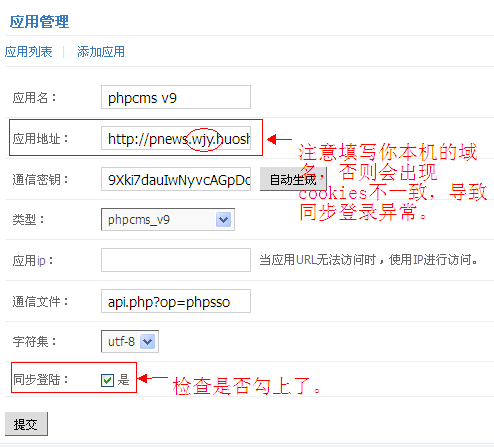 应用管理
应用列表 | 添加应用
应用名： phpcms v9
应用地址： http://pnews.wjy.huosh
通信密钥： 9Xki7dauIwNyvcAGpDc 自动生成
注意填写你本机的域
名，否则会出现
cookies不一致，导致
同步登录异常。
类型： phpcms_v9
应用ip： 当应用URL无法访问时，使用IP进行访问。
通信文件： api.php?op=phpsso
字符集： utf-8
同步登陆： 是
检查是否勾上了。
提交